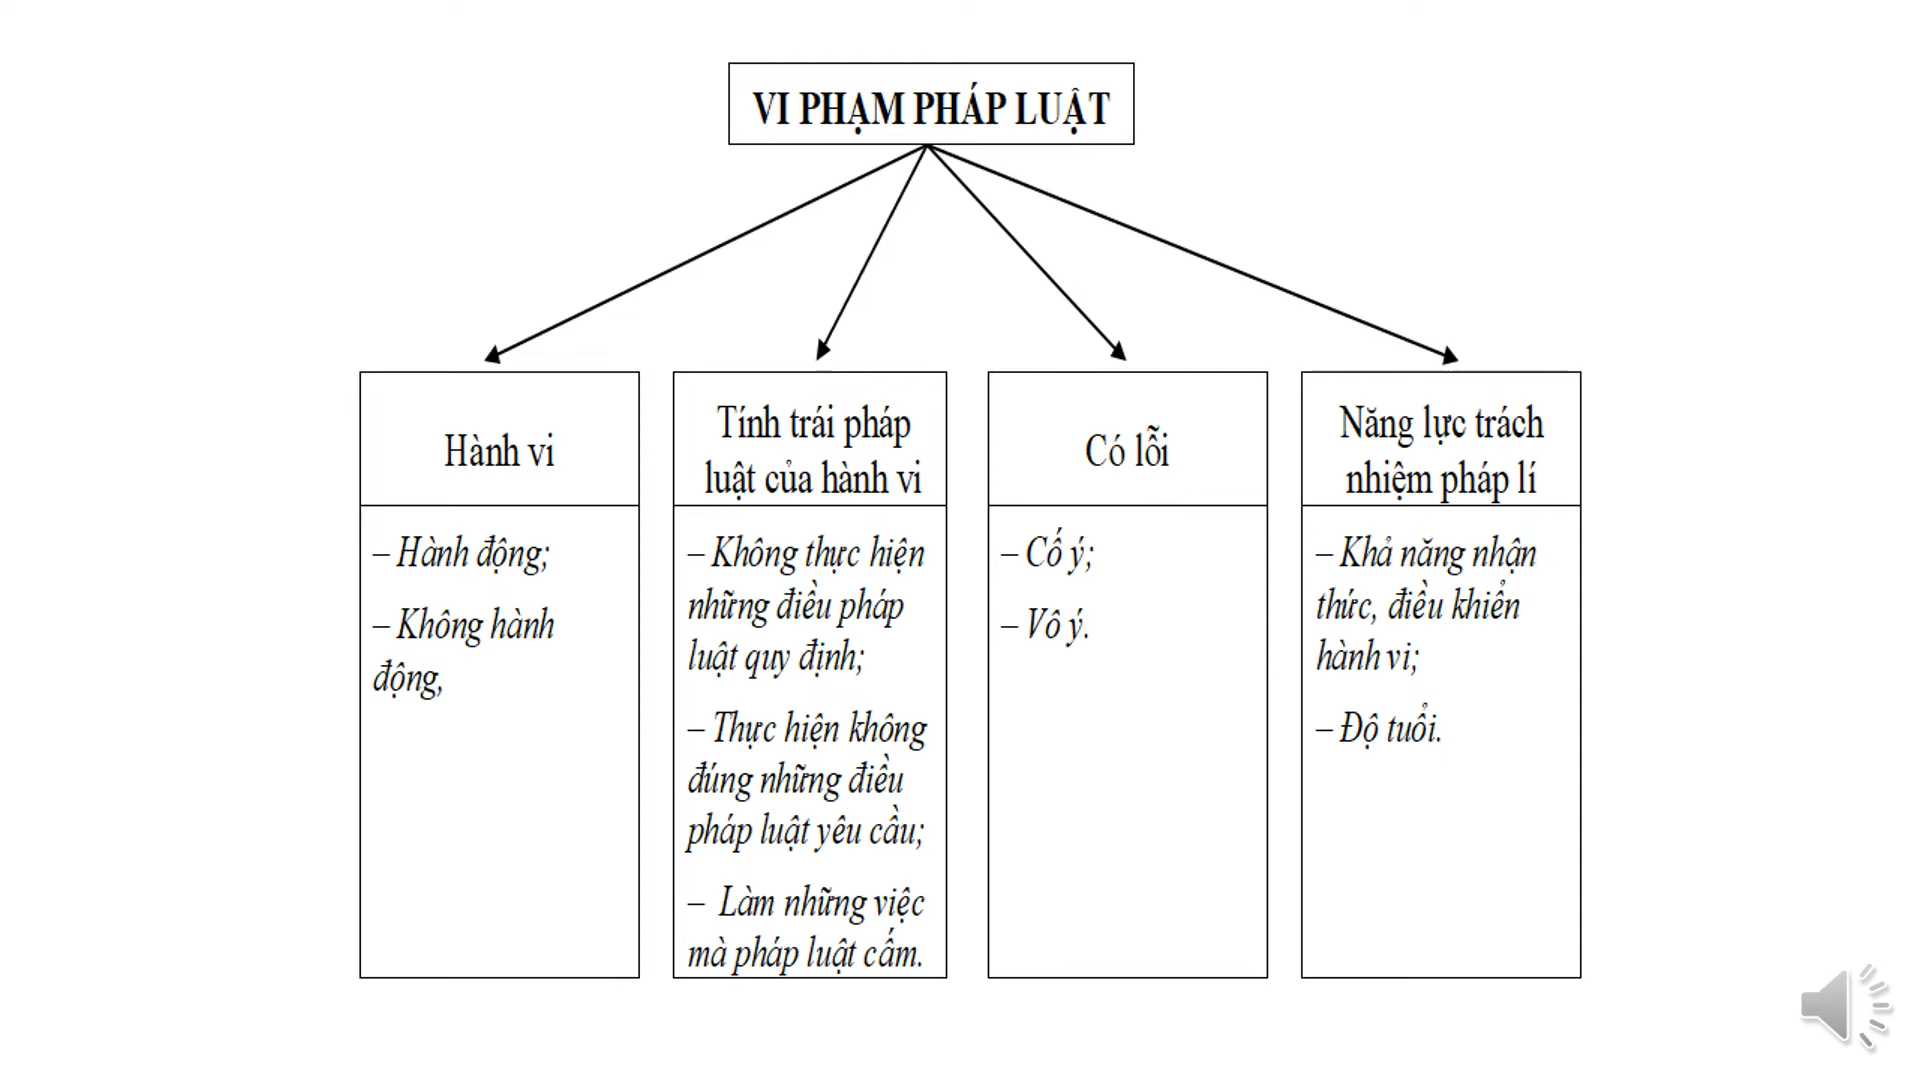 VI PHẠM PHÁP LUẬT
Hành vi
– Hành động;
– Không hành
động,
Tính trái pháp
luật của hành vi
– Không thực hiện
những điều pháp
luật quy định;
– Thực hiện không
đúng những điều
pháp luật yêu cầu;
– Làm những việc
mà pháp luật cấm.
Có lỗi
– Cố ý;
– Vô ý.
Năng lực trách
nhiệm pháp lí
– Khả năng nhận
thức, điều khiển
hành vi;
– Độ tuổi.